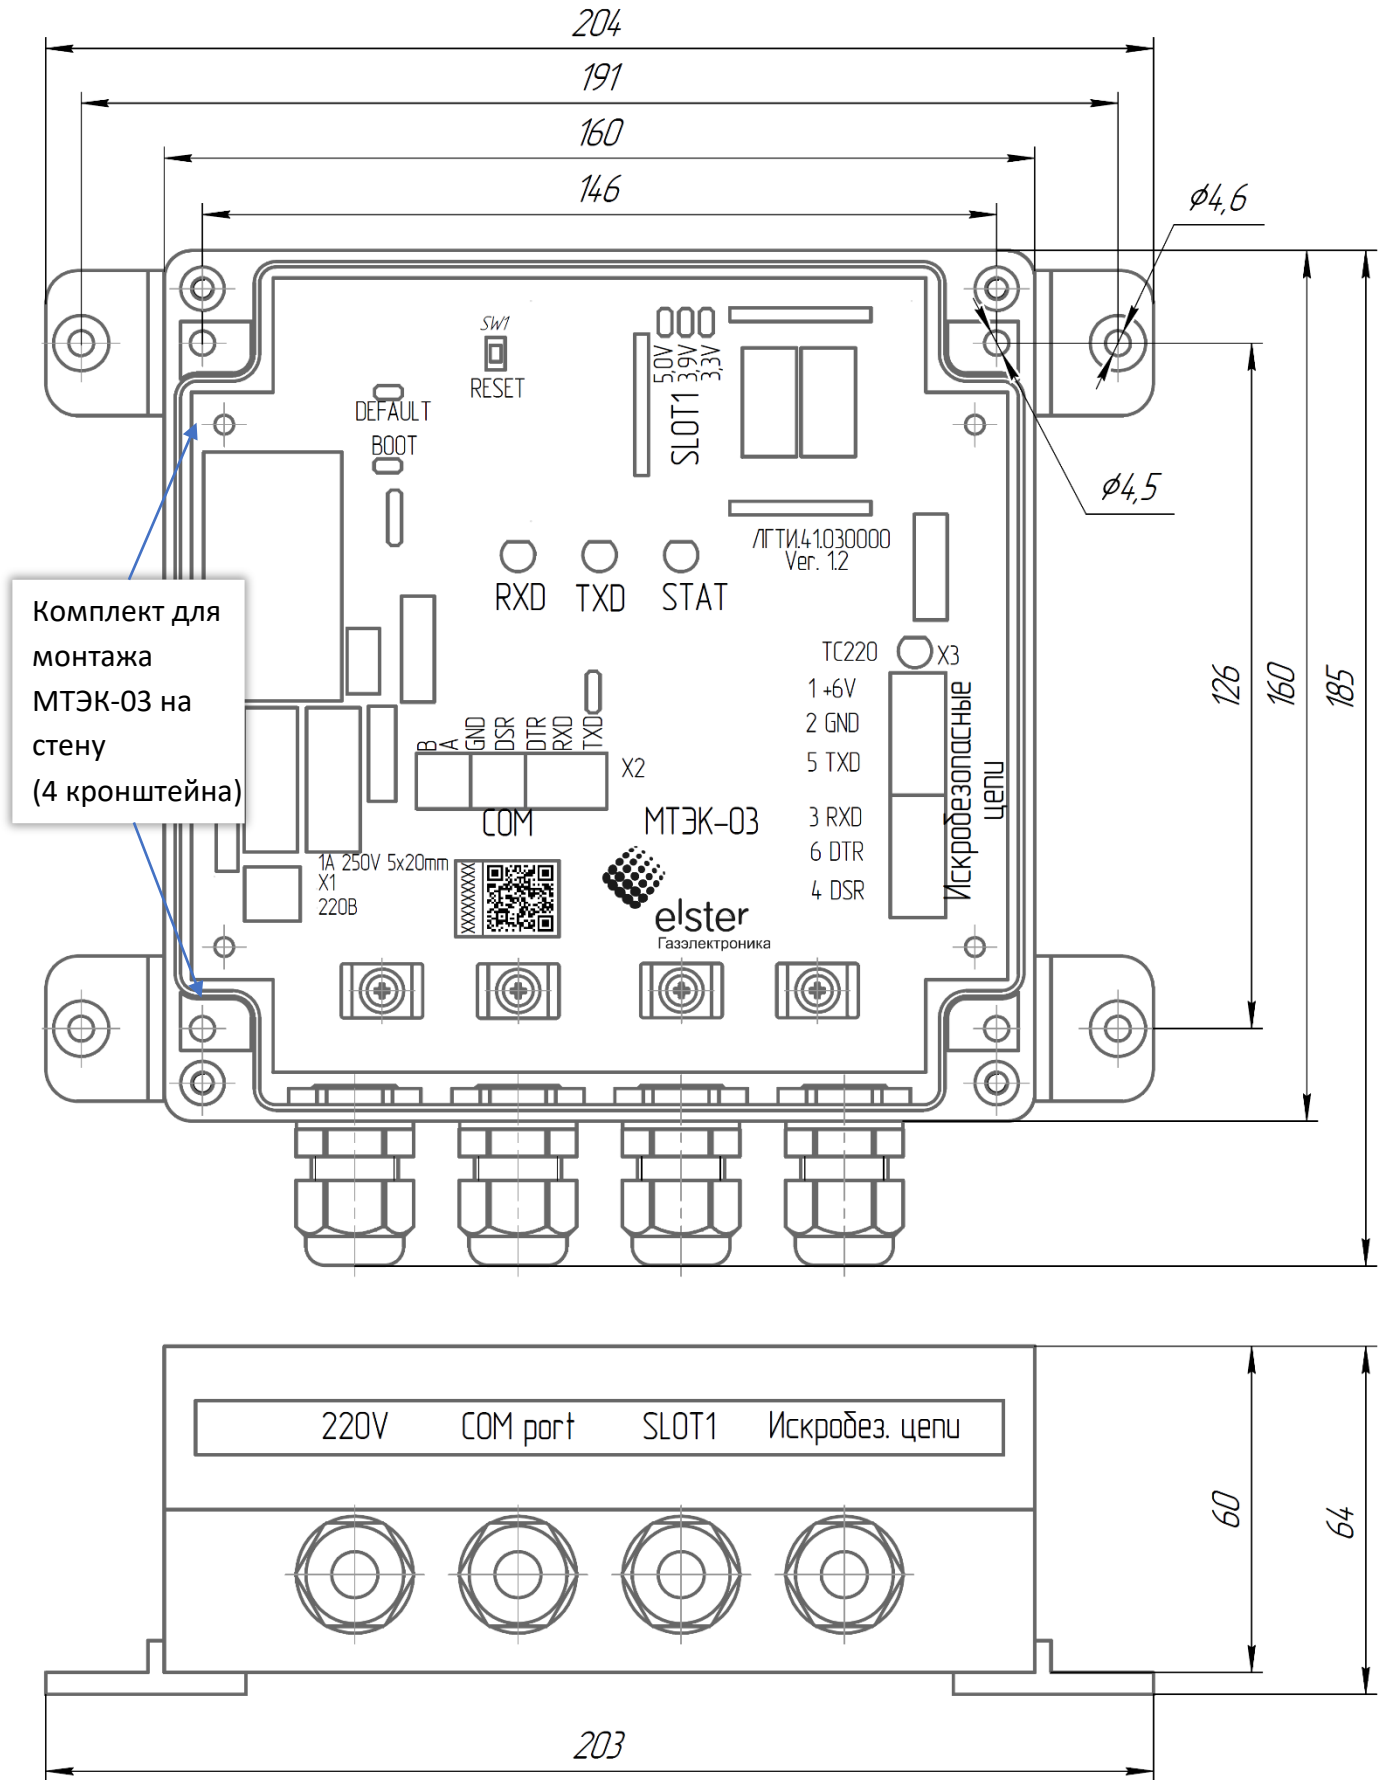 204
191
160
146
⌀4,6
SW1
RESET
DEFAULT
BOOT
5,0V
3,9V
3,3V
SLOT1
⌀4,5
ЛГТИ.41.030000
Ver. 1.2
RXD TXD STAT
Комплект для
монтажа
МТЭК-03 на
стену
(4 кронштейна)
TC220 X3
1 +6V
2 GND
5 TXD
3 RXD
6 DTR
4 DSR
Искробезопасные
цепи
126
160
185
B
A
GND
DSR
DTR
RXD
TXD
X2
COM
МТЭК-03
1A 250V 5x20mm
X1
220В
XXXXXXXX
elster
Газэлектроника
220V COM port SLOT1 Искробез. цепи
60
64
203